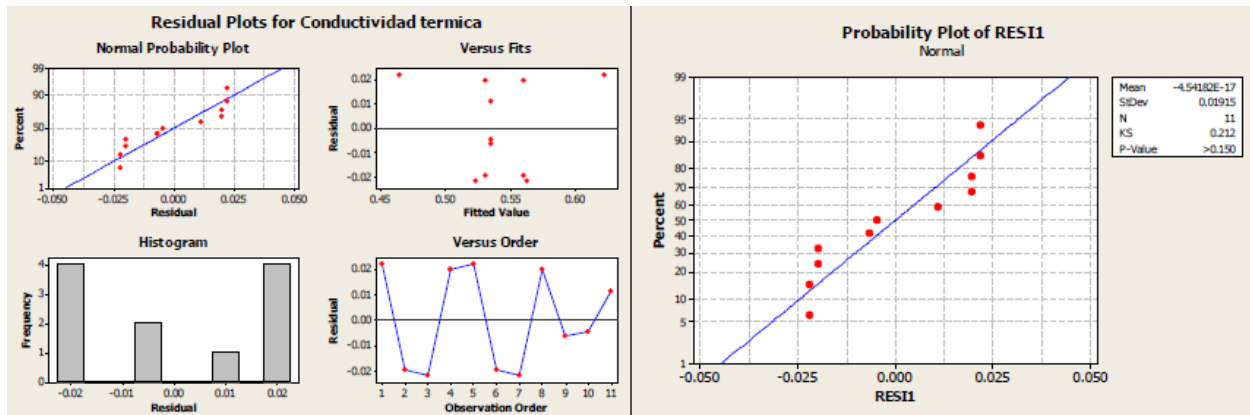 Residual Plots for Conductividad termica
Normal Probability Plot
99
90
50
10
1
Percent
-0.050 -0.025 0.000 0.025 0.050
Residual
Versus Fits
0.02
0.01
0.00
-0.01
-0.02
Residual
0.45 0.50 0.55 0.60
Fitted Value
Histogram
4
3
2
1
0
Frequency
-0.02 -0.01 0.00 0.01 0.02
Residual
Versus Order
0.02
0.01
0.00
-0.01
-0.02
Residual
1 2 3 4 5 6 7 8 9 10 11
Observation Order
Probability Plot of RESI1
Normal
99
95
90
80
70
60
50
40
30
20
10
5
1
Percent
-0.050 -0.025 0.000 0.025 0.050
RESI1
Mean -4.54182E-17
StDev 0.01915
N 11
KS 0.212
P-Value >0.150